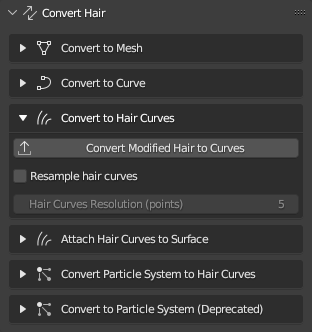 Convert Hair
Convert to Mesh
Convert to Curve
Convert to Hair Curves
Convert Modified Hair to Curves
Resample hair curves
Hair Curves Resolution (points) 5
Attach Hair Curves to Surface
Convert Particle System to Hair Curves
Convert to Particle System (Deprecated)